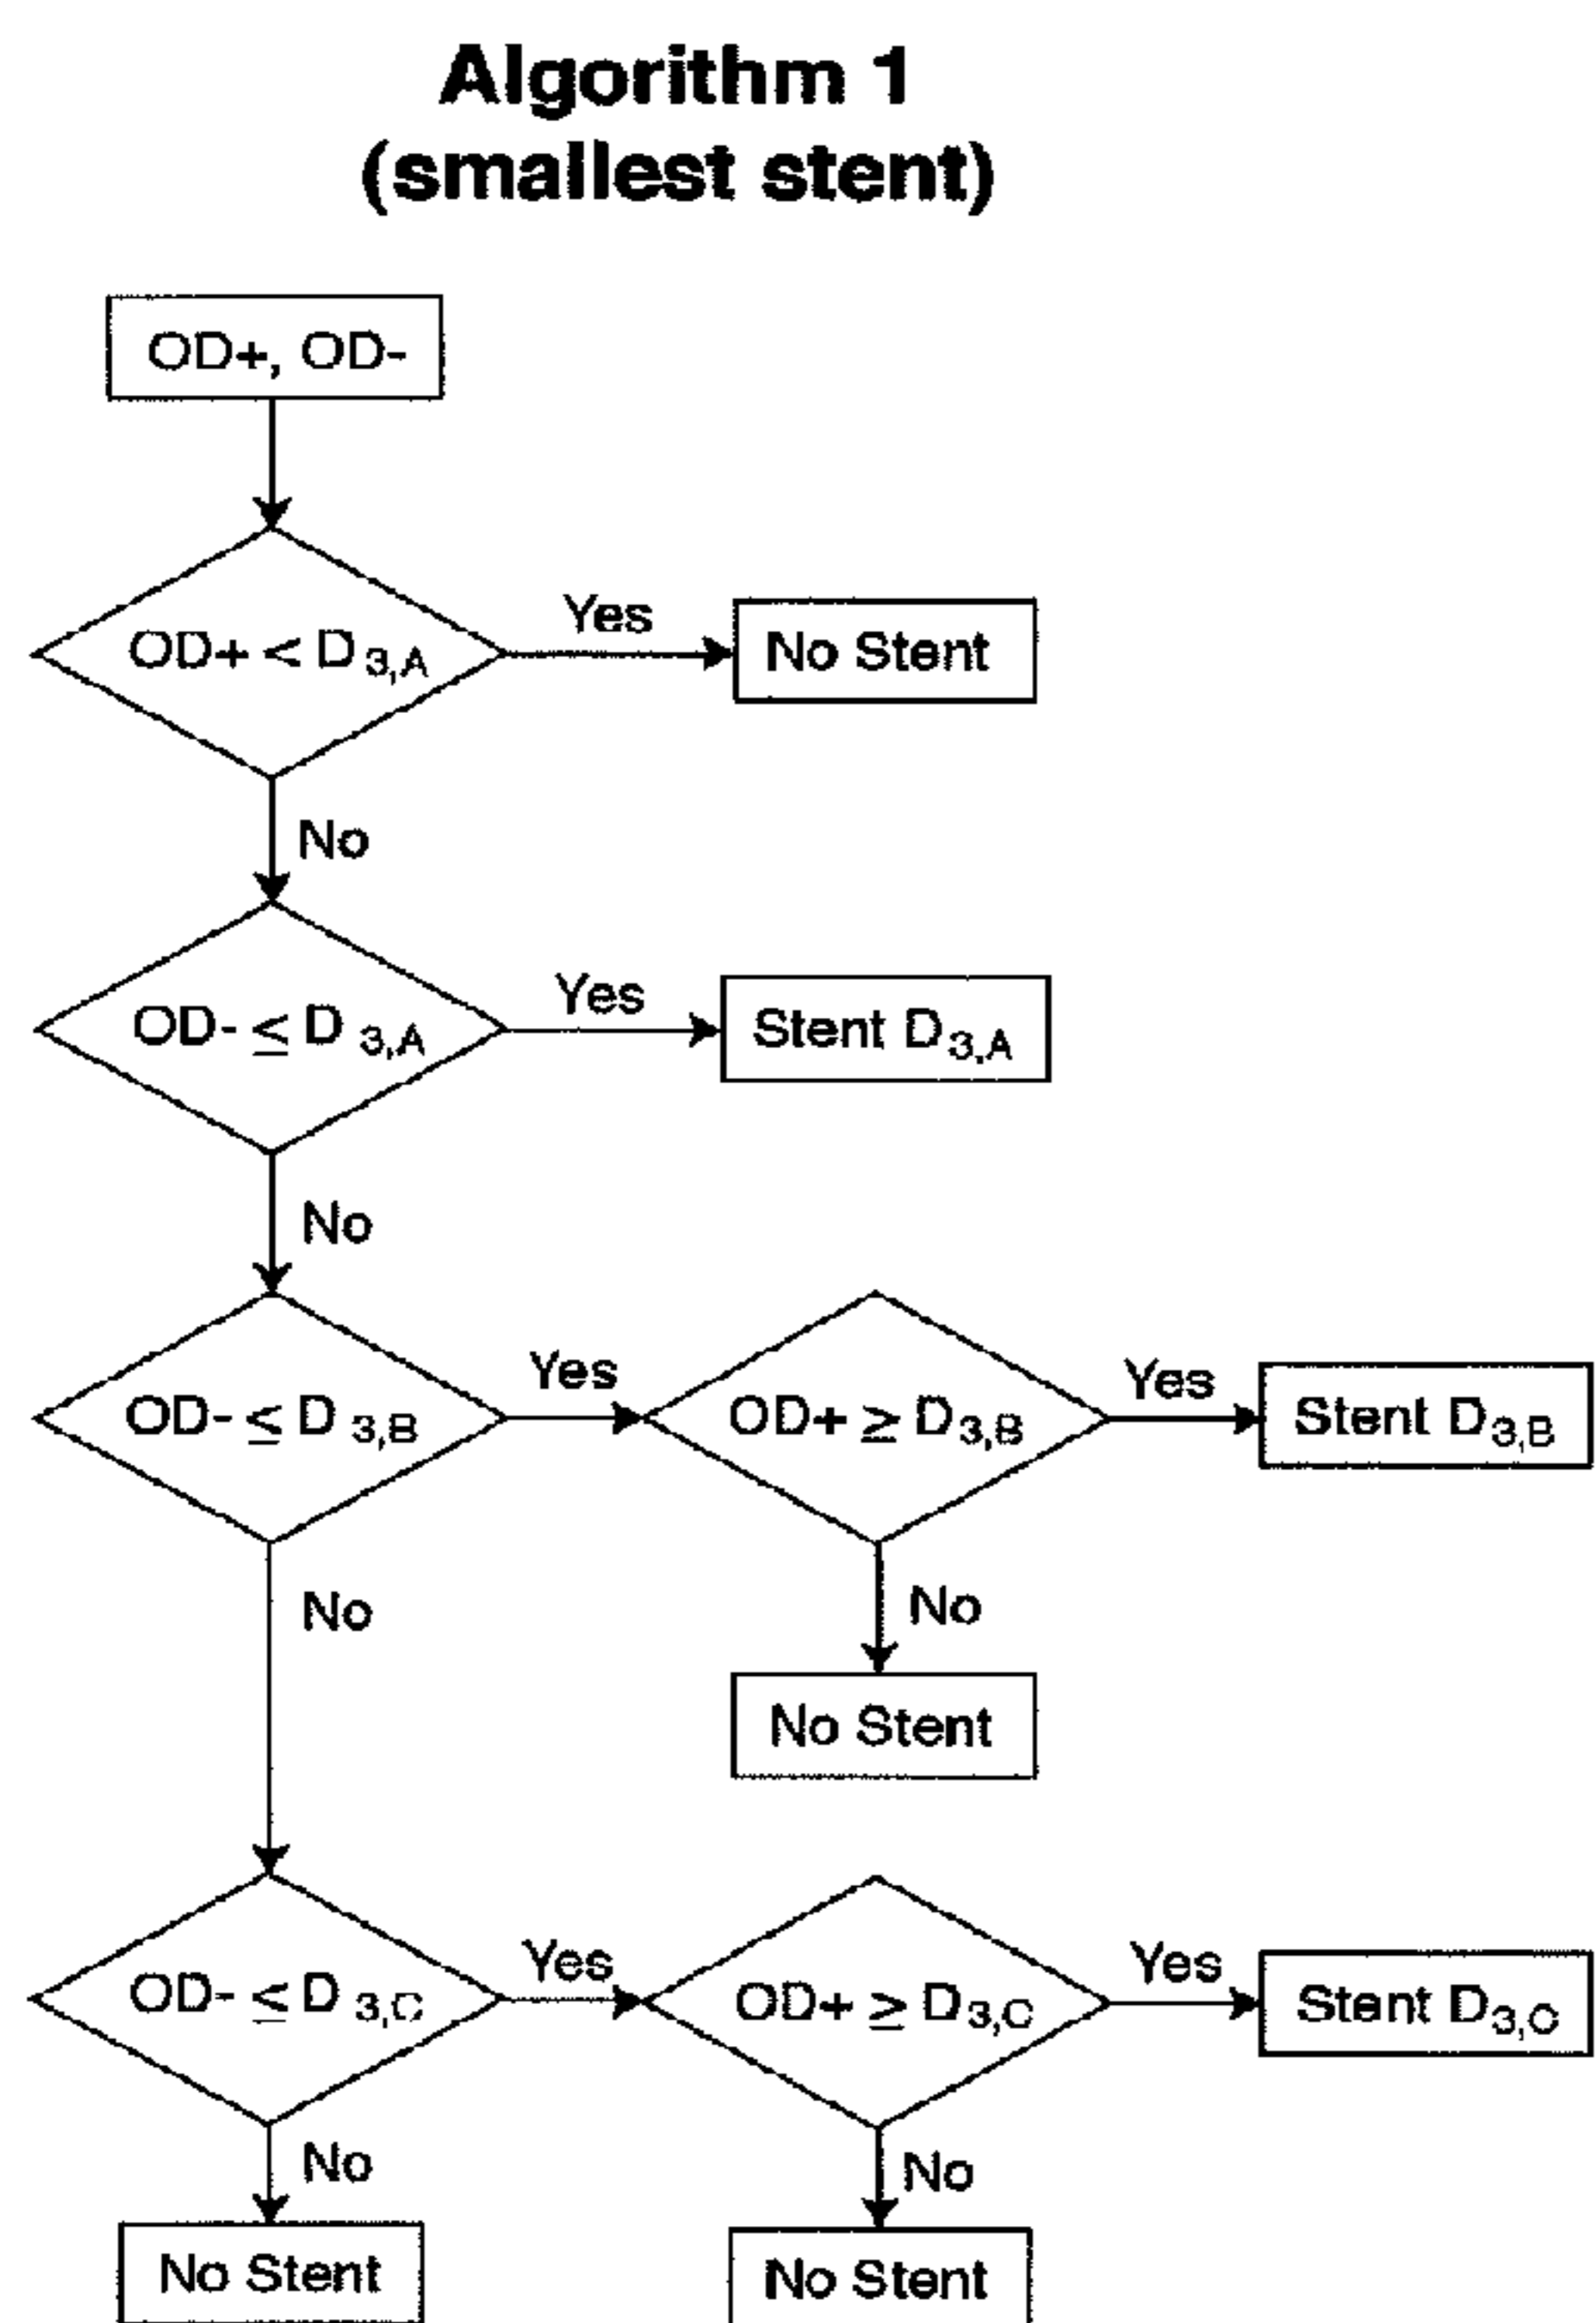 Algorithm 1
(smallest stent)
OD+, OD-
OD+ < D3,A
Yes
No Stent
No
OD- ≤ D3,A
Yes
Stent D3,A
No
OD- ≤ D3,B
Yes
OD+ ≥ D3,B
Yes
Stent D3,B
No
No
No Stent
OD- ≤ D3,C
Yes
OD+ ≥ D3,C
Yes
Stent D3,C
No
No
No Stent
No Stent